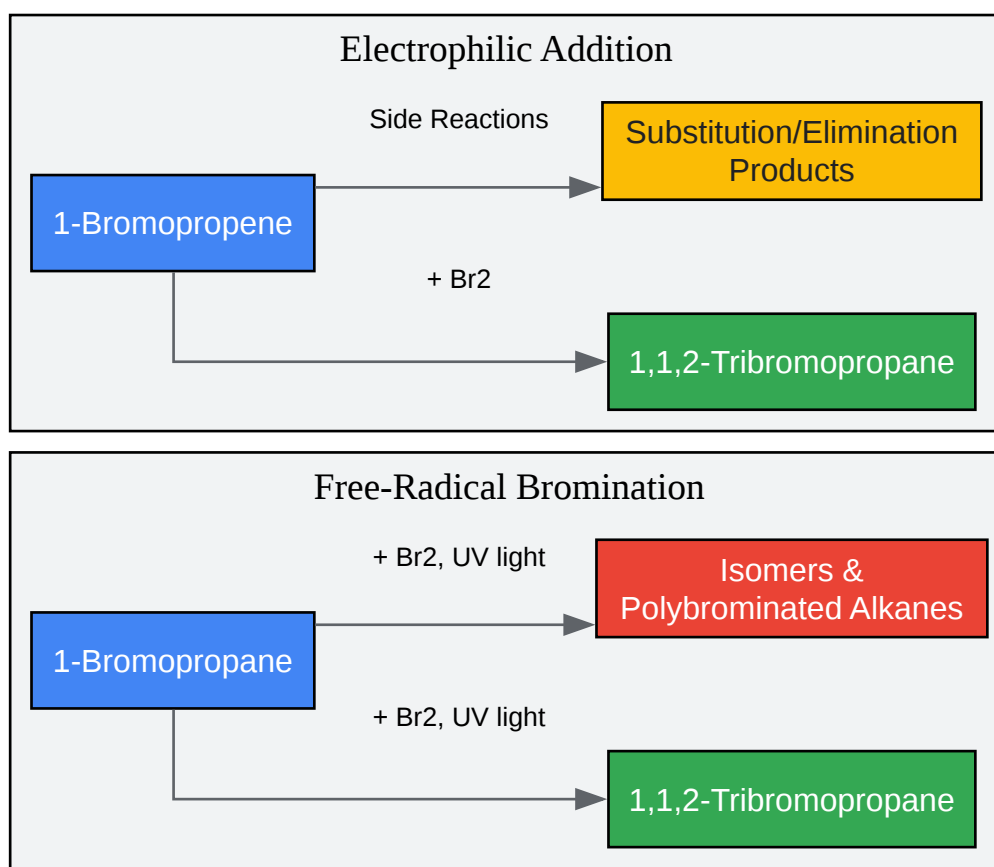 Electrophilic Addition
Side Reactions
Substitution/Elimination
Products
1-Bromopropene
+ Br2
1,1,2-Tribromopropane
Free-Radical Bromination
+ Br2, UV light
Isomers &
Polybrominated Alkanes
1-Bromopropane
+ Br2, UV light
1,1,2-Tribromopropane